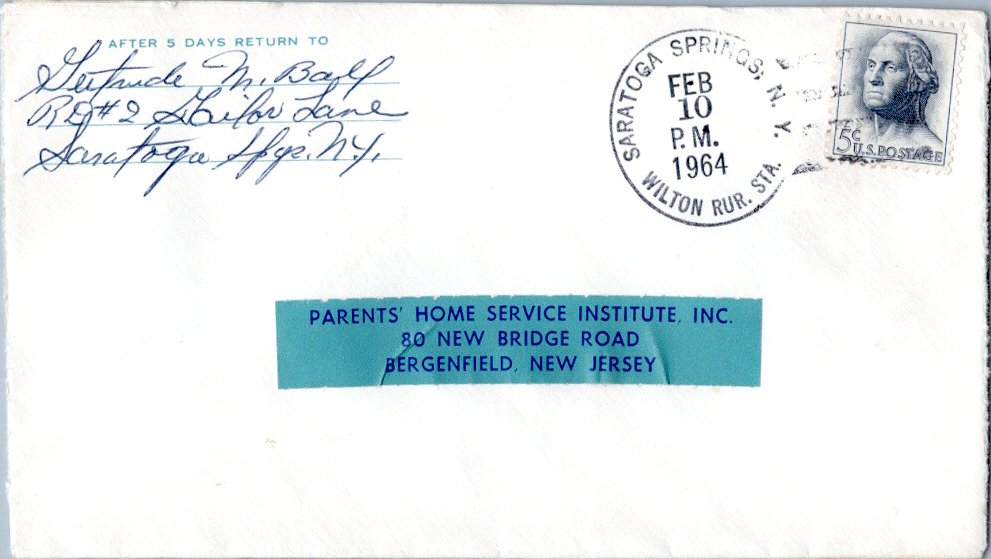 AFTER 5 DAYS RETURN TO
Gertrude M. Ball
RD#2 Gailor Lane
Saratoga Spgs. N.Y.
SARATOGA SPRINGS, N. Y.
FEB
10
P.M.
1964
WILTON RUR. STA.
5c
U.S. POSTAGE
PARENTS' HOME SERVICE INSTITUTE, INC.
80 NEW BRIDGE ROAD
BERGENFIELD, NEW JERSEY